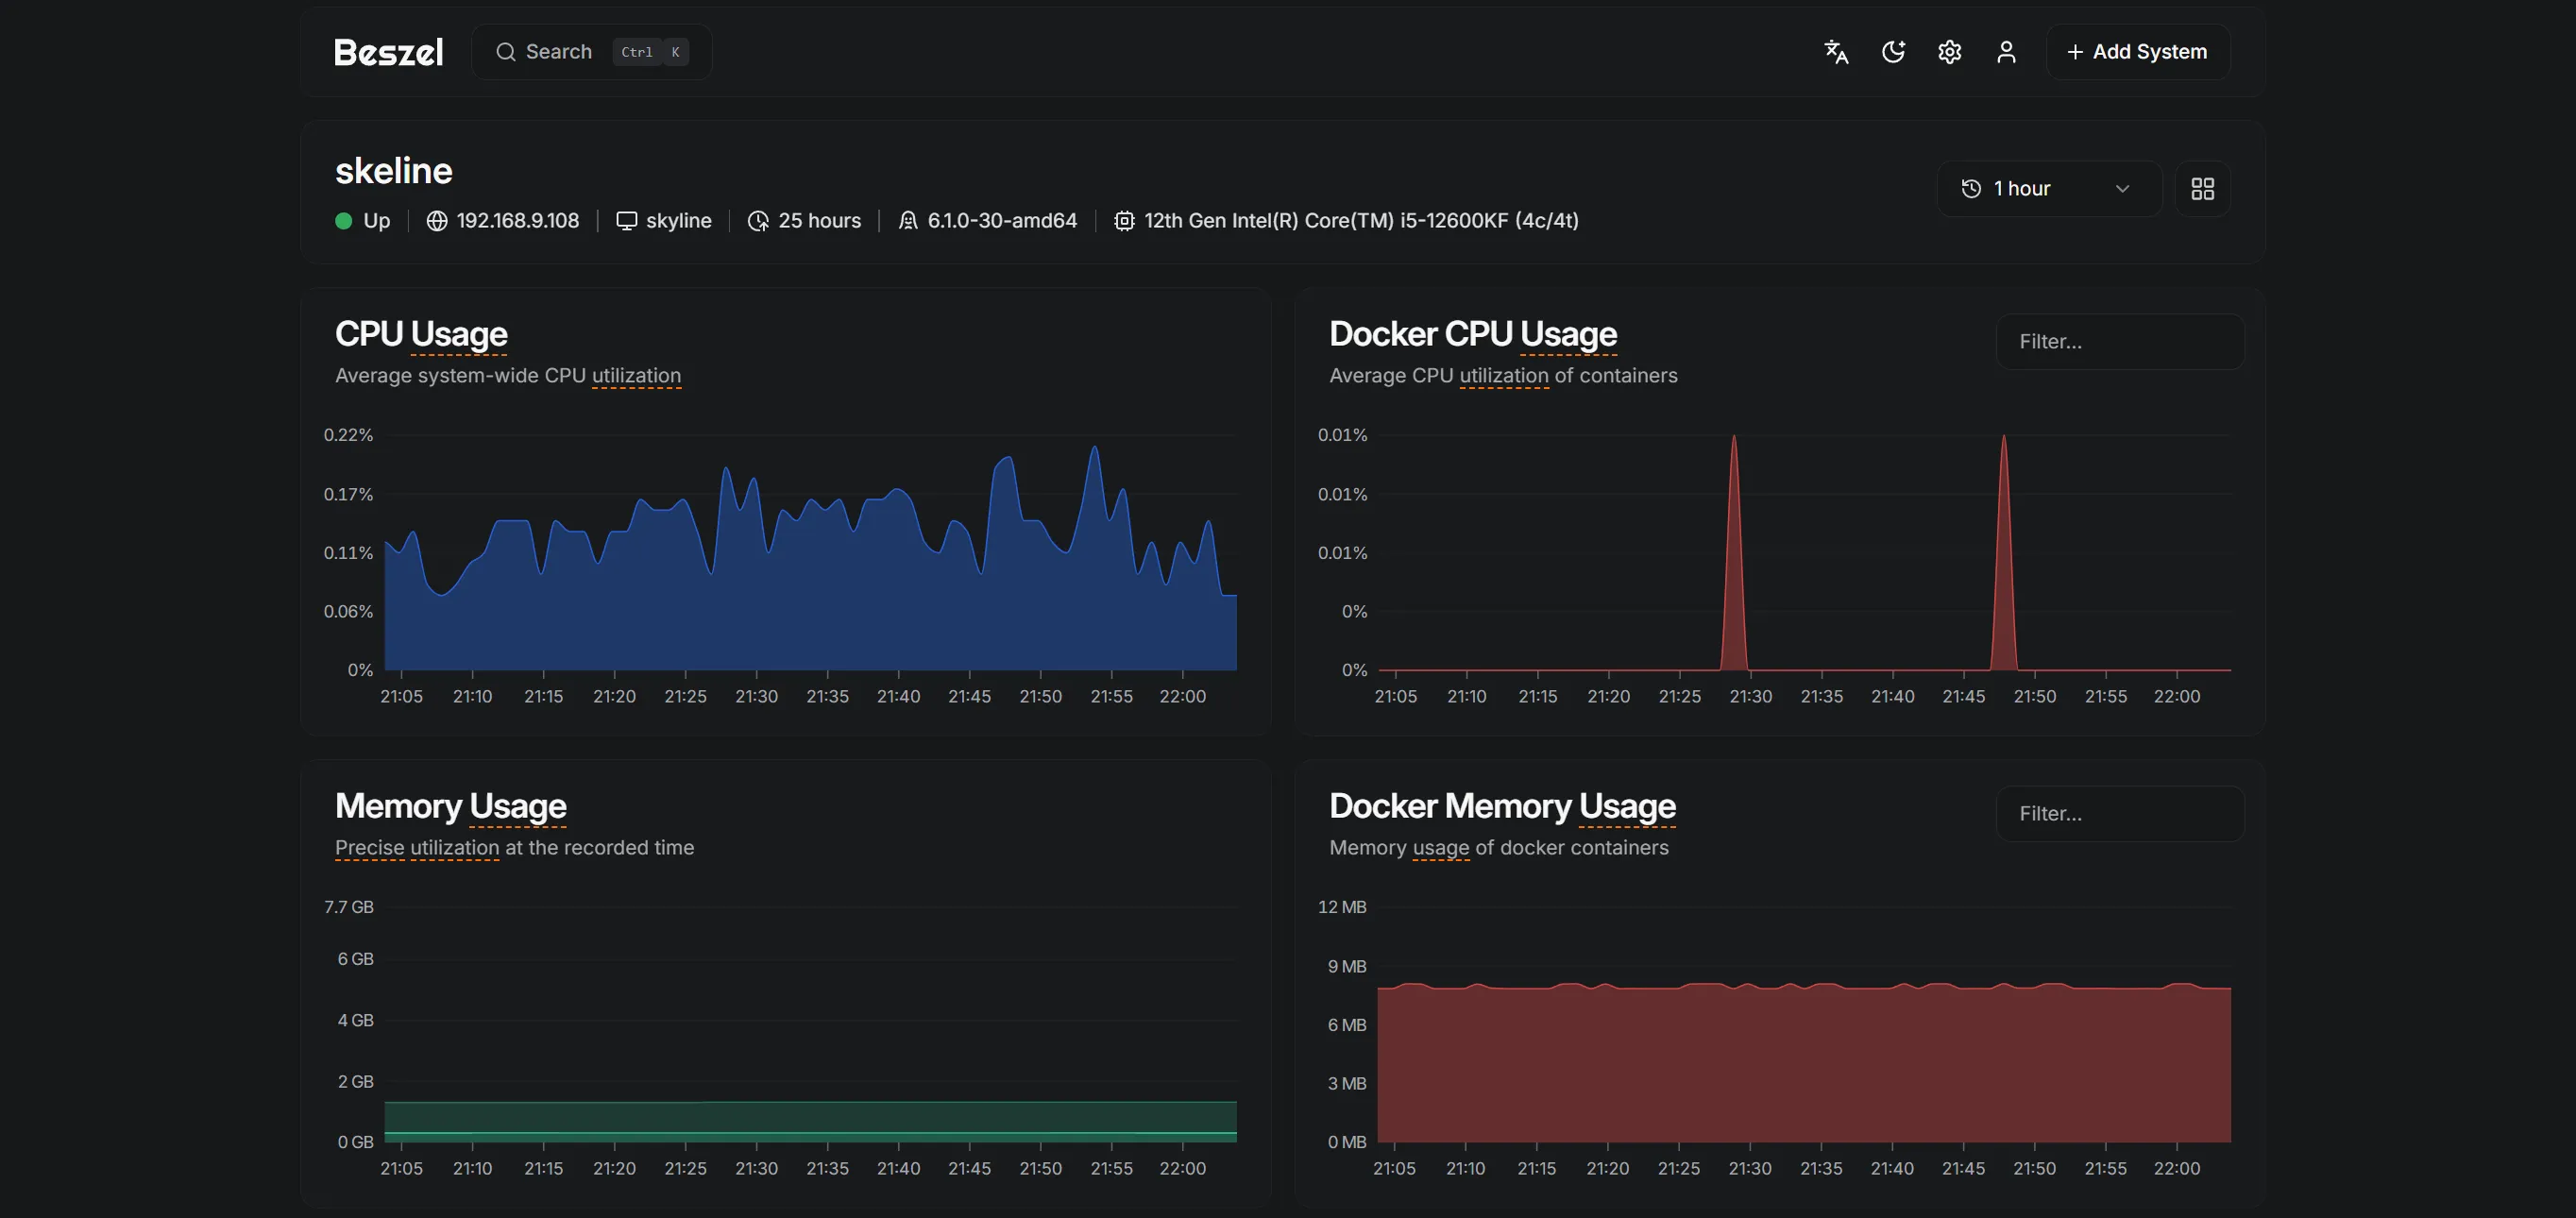 Beszel
Search Ctrl K
Add System
skeline
Up 192.168.9.108 skyline 25 hours 6.1.0-30-amd64 12th Gen Intel(R) Core(TM) i5-12600KF (4c/4t)
1 hour
CPU Usage
Average system-wide CPU utilization
0.22%
0.17%
0.11%
0.06%
0%
21:05 21:10 21:15 21:20 21:25 21:30 21:35 21:40 21:45 21:50 21:55 22:00
Docker CPU Usage
Average CPU utilization of containers
Filter...
0.01%
0.01%
0.01%
0%
0%
21:05 21:10 21:15 21:20 21:25 21:30 21:35 21:40 21:45 21:50 21:55 22:00
Memory Usage
Precise utilization at the recorded time
7.7 GB
6 GB
4 GB
2 GB
0 GB
21:05 21:10 21:15 21:20 21:25 21:30 21:35 21:40 21:45 21:50 21:55 22:00
Docker Memory Usage
Memory usage of docker containers
Filter...
12 MB
9 MB
6 MB
3 MB
0 MB
21:05 21:10 21:15 21:20 21:25 21:30 21:35 21:40 21:45 21:50 21:55 22:00